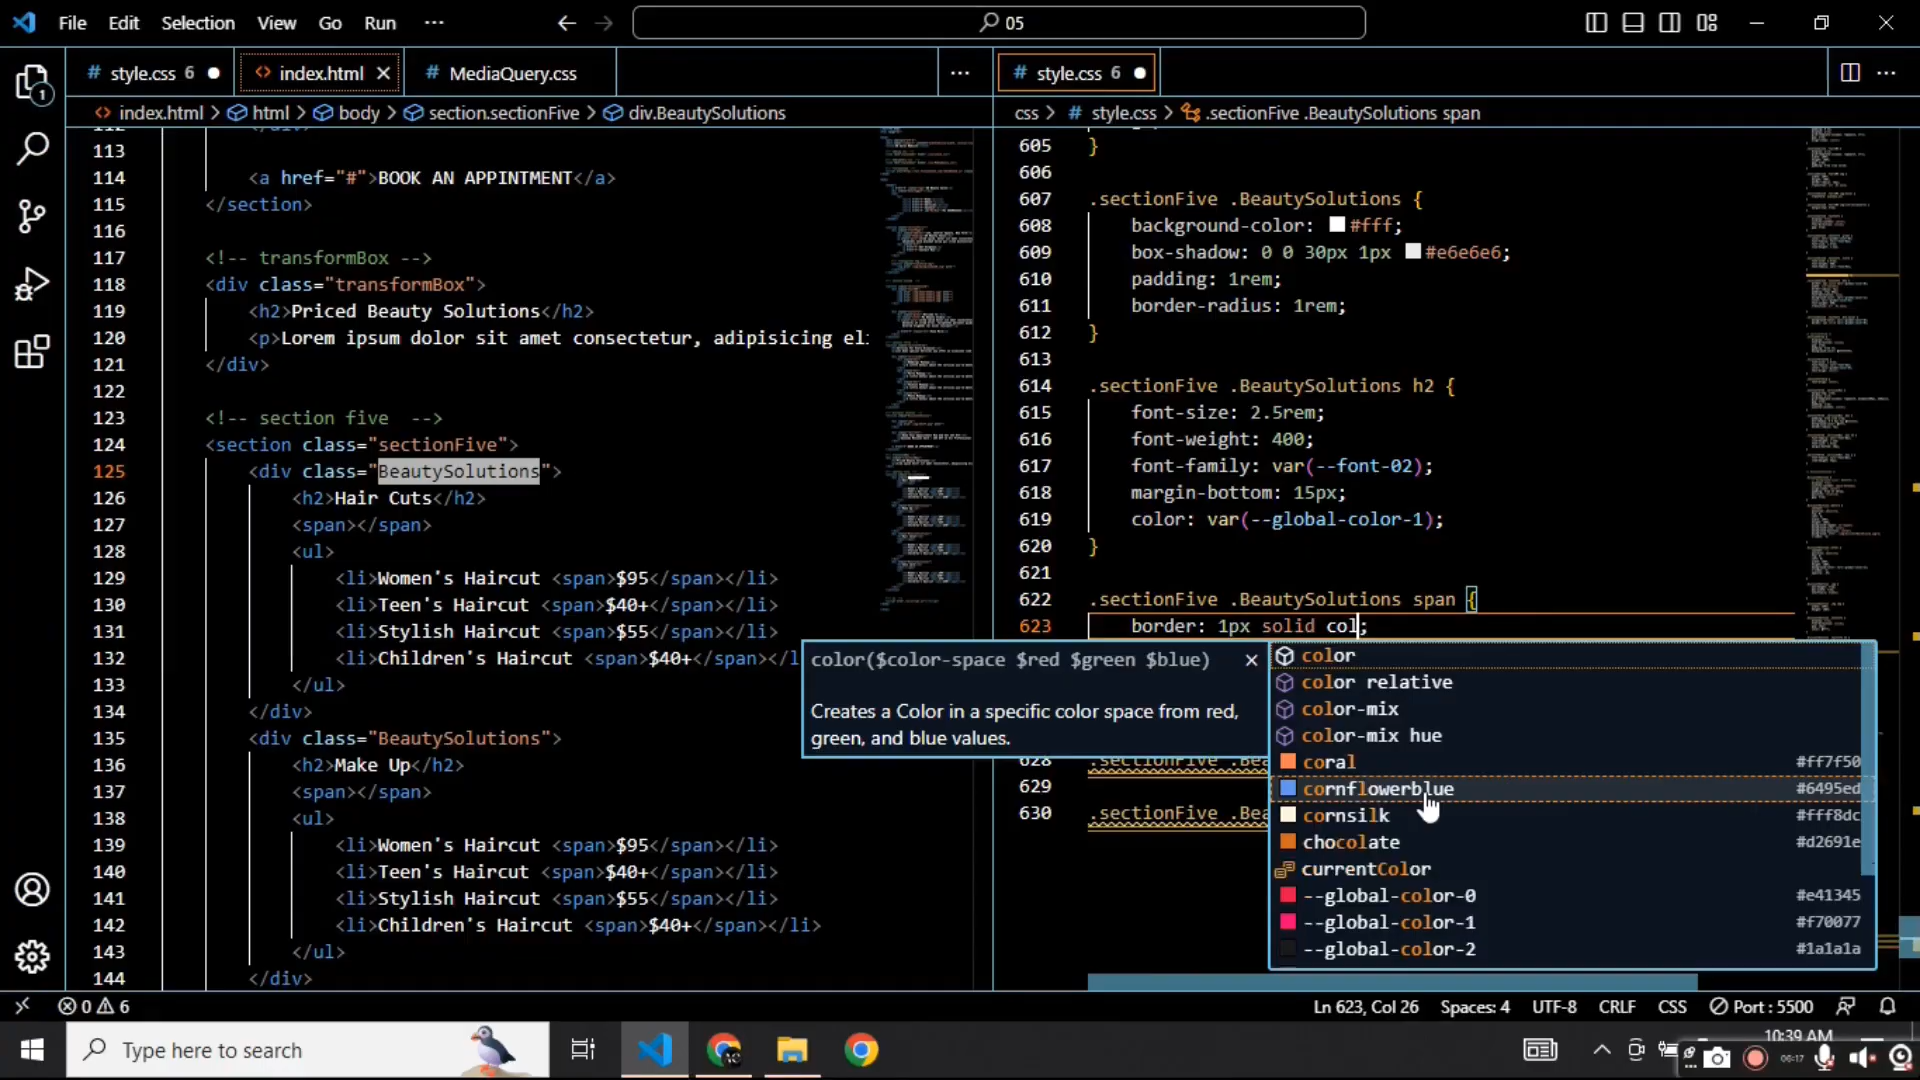 File Edit Selection View Go Run ··· 05
# style.css 6 <> index.html # MediaQuery.css ··· # style.css 6 ···
<> index.html > html > body > section.sectionFive > div.BeautySolutions
css > # style.css > .sectionFive .BeautySolutions span
113
114 <a href="#">BOOK AN APPINTMENT</a>
115 </section>
116
117 <!-- transformBox -->
118 <div class="transformBox">
119 <h2>Priced Beauty Solutions</h2>
120 <p>Lorem ipsum dolor sit amet consectetur, adipisicing eli
121 </div>
122
123 <!-- section five  -->
124 <section class="sectionFive">
125 <div class="BeautySolutions">
126 <h2>Hair Cuts</h2>
127 <span></span>
128 <ul>
129 <li>Women's Haircut <span>$95</span></li>
130 <li>Teen's Haircut <span>$40+</span></li>
131 <li>Stylish Haircut <span>$55</span></li>
132 <li>Children's Haircut <span>$40+</span></l
133 </ul>
134 </div>
135 <div class="BeautySolutions">
136 <h2>Make Up</h2>
137 <span></span>
138 <ul>
139 <li>Women's Haircut <span>$95</span></li>
140 <li>Teen's Haircut <span>$40+</span></li>
141 <li>Stylish Haircut <span>$55</span></li>
142 <li>Children's Haircut <span>$40+</span></li>
143 </ul>
144 </div>
605 }
606
607 .sectionFive .BeautySolutions {
608 background-color: #fff;
609 box-shadow: 0 0 30px 1px #e6e6e6;
610 padding: 1rem;
611 border-radius: 1rem;
612 }
613
614 .sectionFive .BeautySolutions h2 {
615 font-size: 2.5rem;
616 font-weight: 400;
617 font-family: var(--font-02);
618 margin-bottom: 15px;
619 color: var(--global-color-1);
620 }
621
622 .sectionFive .BeautySolutions span {
623 border: 1px solid col;
628 .sectionFive .Bea
629
630 .sectionFive .Bea
color($color-space $red $green $blue) ×
Creates a Color in a specific color space from red,
green, and blue values.
color
color relative
color-mix
color-mix hue
coral #ff7f50
cornflowerblue #6495ed
cornsilk #fff8dc
chocolate #d2691e
currentColor
--global-color-0 #e41345
--global-color-1 #f70077
--global-color-2 #1a1a1a
0 6 Ln 623, Col 26 Spaces: 4 UTF-8 CRLF CSS Port : 5500
Type here to search 10:39 AM
06:17
1